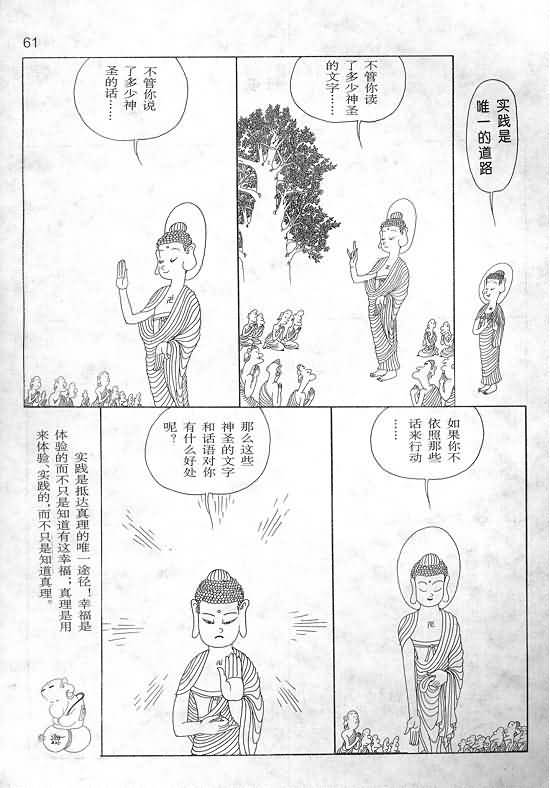 61
实践是
唯一的道路
不管你读
了多少神圣
的文字……
不管你说
了多少神
圣的话……
如果你不
依照那些
话来行动
……
那么这些
神圣的文字
和话语对你
有什么好处
呢?
实践是抵达真理的唯一途径!幸福是
体验的而不只是知道有这幸福;真理是用
来体验、实践的,而不只是知道真理。